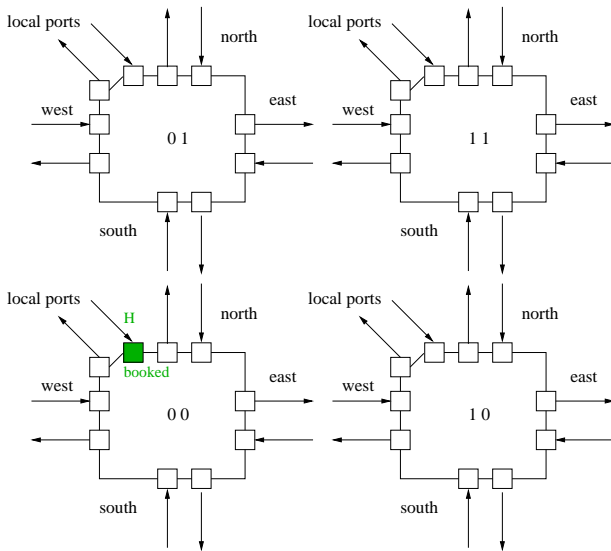 local ports
north
west
east
0 1
south
local ports
north
west
east
1 1
south
local ports
H
north
booked
west
east
0 0
south
local ports
north
west
east
1 0
south